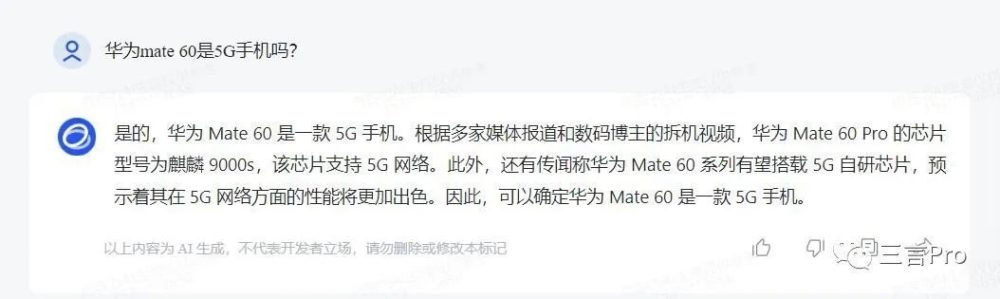 华为mate 60是5G手机吗?
是的，华为 Mate 60 是一款 5G 手机。根据多家媒体报道和数码博主的拆机视频，华为 Mate 60 Pro 的芯片
型号为麒麟 9000s，该芯片支持 5G 网络。此外，还有传闻称华为 Mate 60 系列有望搭载 5G 自研芯片，预
示着其在 5G 网络方面的性能将更加出色。因此，可以确定华为 Mate 60 是一款 5G 手机。
以上内容为 AI 生成，不代表开发者立场，请勿删除或修改本标记
三言Pro